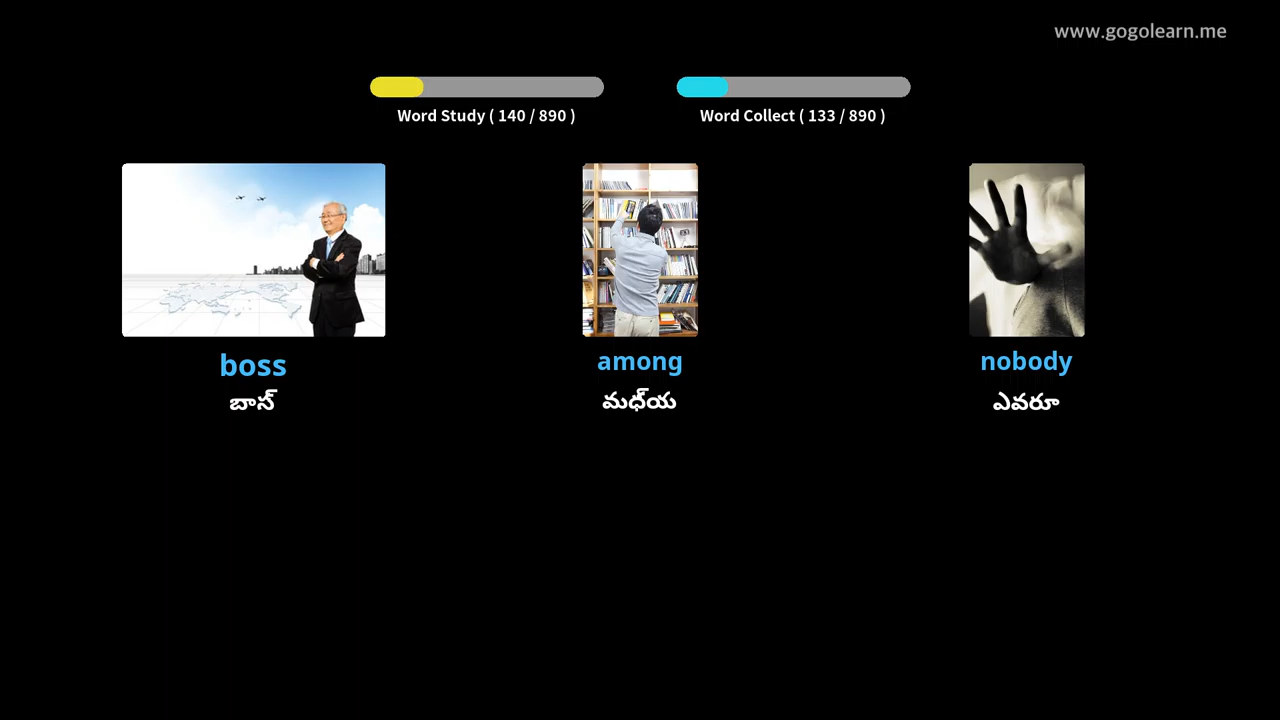 www.gogolearn.me
Word Study ( 140 / 890 )
Word Collect ( 133 / 890 )
boss
among
nobody
బాస్
మధ్య
ఎవరూ